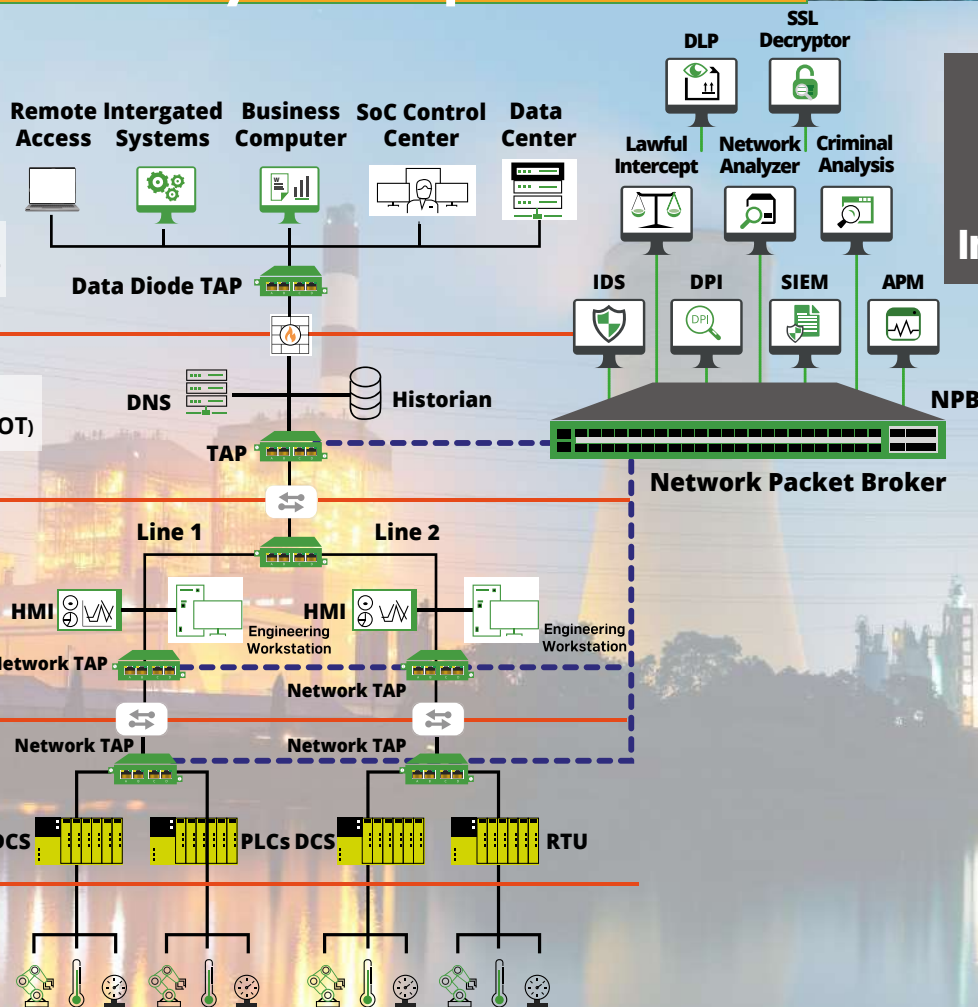 SSL
DLP
Decryptor
Remote
Access
Intergated
Systems
Business
Computer
SoC Control
Center
Data
Center
Lawful
Intercept
Network
Analyzer
Criminal
Analysis
Data Diode TAP
IDS
DPI
SIEM
APM
DPI
DNS
Historian
NPB
OT)
TAP
Network Packet Broker
Line 1
Line 2
HMI
Engineering
Workstation
HMI
Engineering
Workstation
Network TAP
Network TAP
Network TAP
Network TAP
DCS
PLCs
DCS
RTU